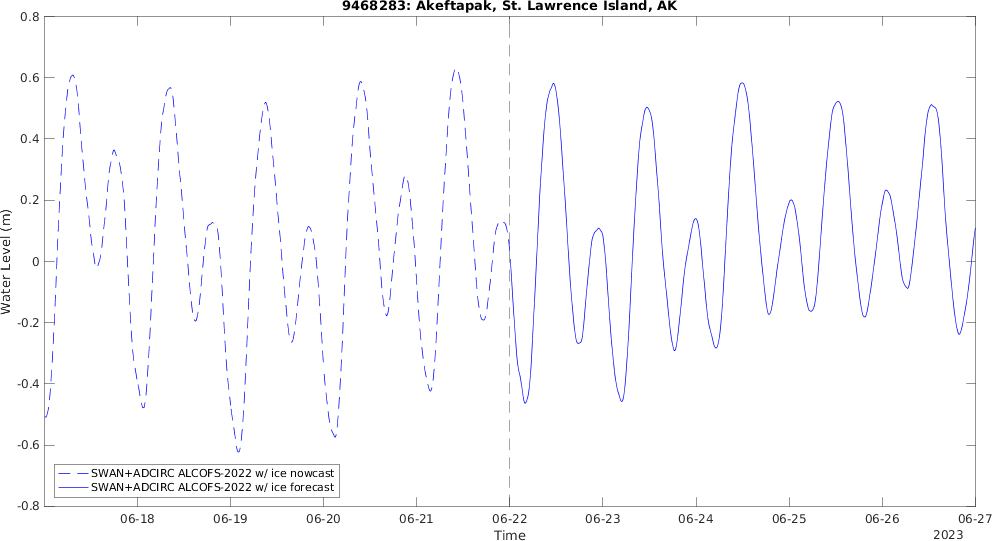 9468283: Akeftapak, St. Lawrence Island, AK
0.8
0.6
0.4
0.2
0
-0.2
-0.4
-0.6
-0.8
Water Level (m)
SWAN+ADCIRC ALCOFS-2022 w/ ice nowcast
SWAN+ADCIRC ALCOFS-2022 w/ ice forecast
06-18 06-19 06-20 06-21 06-22 06-23 06-24 06-25 06-26 06-27
Time
2023